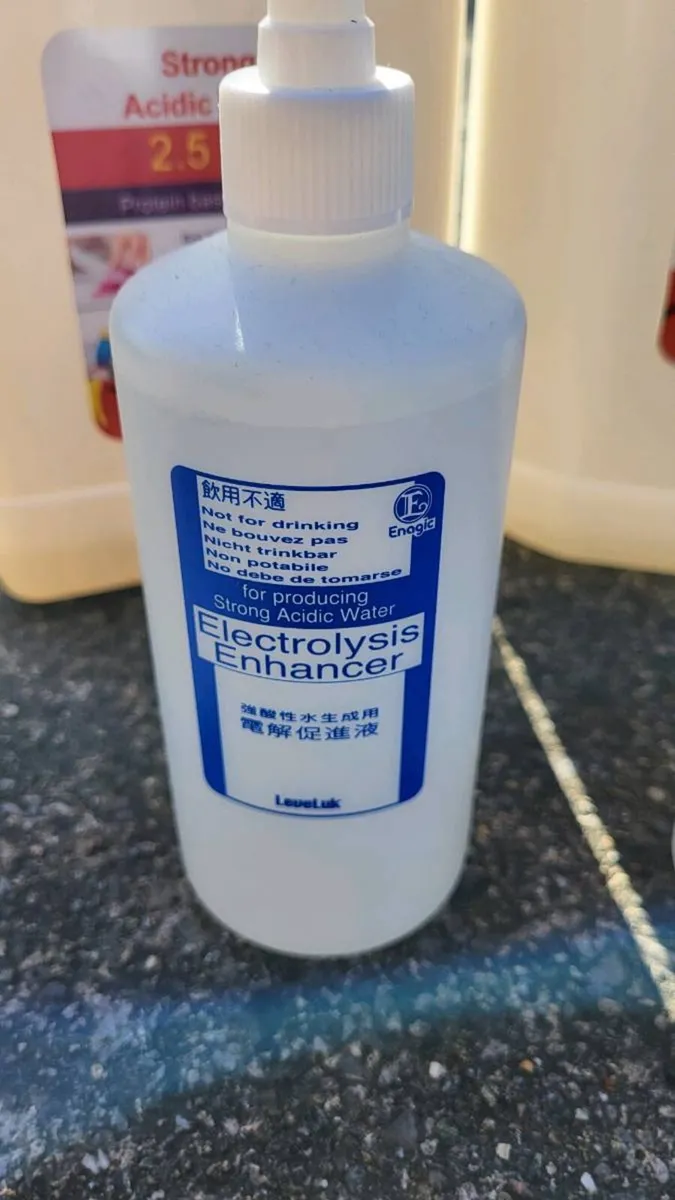 Strong
Acidic
2.5
飲用不適
Not for drinking
Ne bouvez pas
Nicht trinkbar
Non potabile
No debe de tomarse
E
Enagic
for producing
Strong Acidic Water
Electrolysis
Enhancer
強酸性水生成用
電解促進液
LeveLuk